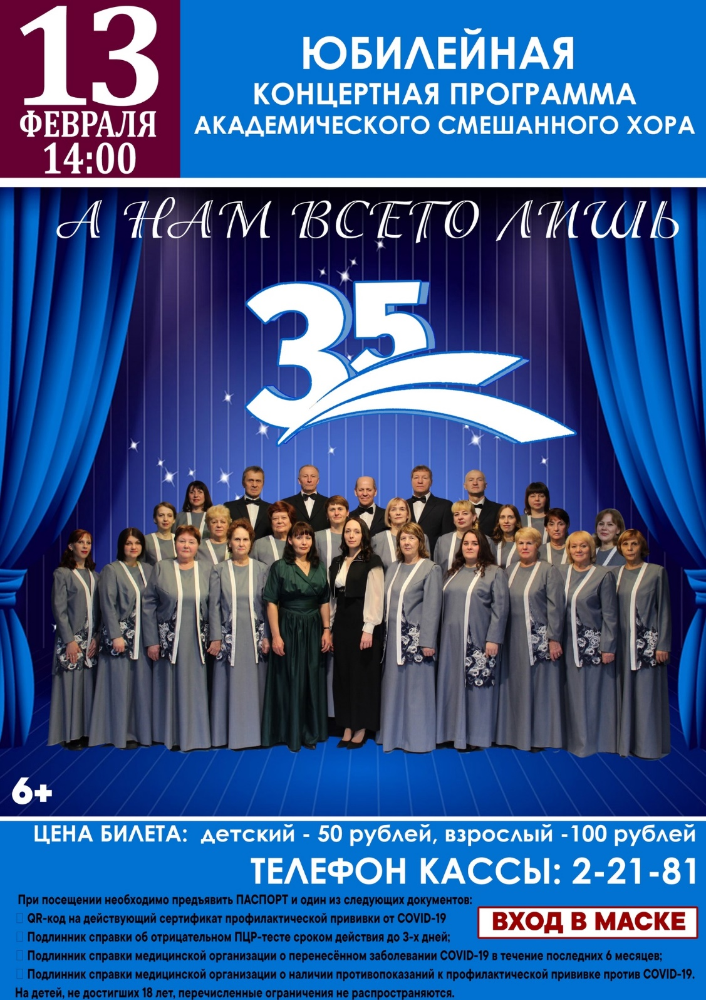 13
ФЕВРАЛЯ
14:00
ЮБИЛЕЙНАЯ
КОНЦЕРТНАЯ ПРОГРАММА
АКАДЕМИЧЕСКОГО СМЕШАННОГО ХОРА
А НАМ ВСЕГО ЛИШЬ
35
6+
ЦЕНА БИЛЕТА: детский - 50 рублей, взрослый -100 рублей
ТЕЛЕФОН КАССЫ: 2-21-81
При посещении необходимо предъявить ПАСПОРТ и один из следующих документов:
QR-код на действующий сертификат профилактической прививки от COVID-19
ВХОД В МАСКЕ
Подлинник справки об отрицательном ПЦР-тесте сроком действия до 3-х дней;
Подлинник справки медицинской организации о перенесённом заболевании COVID-19 в течение последних 6 месяцев;
Подлинник справки медицинской организации о наличии противопоказаний к профилактической прививке против COVID-19.
На детей, не достигших 18 лет, перечисленные ограничения не распространяются.